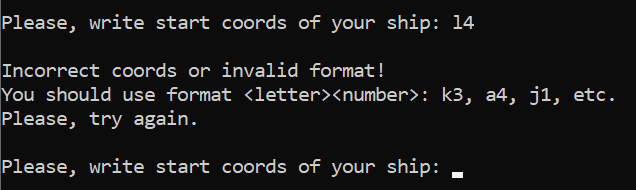 Please, write start coords of your ship: l4
Incorrect coords or invalid format!
You should use format <letter><number>: k3, a4, j1, etc.
Please, try again.
Please, write start coords of your ship: